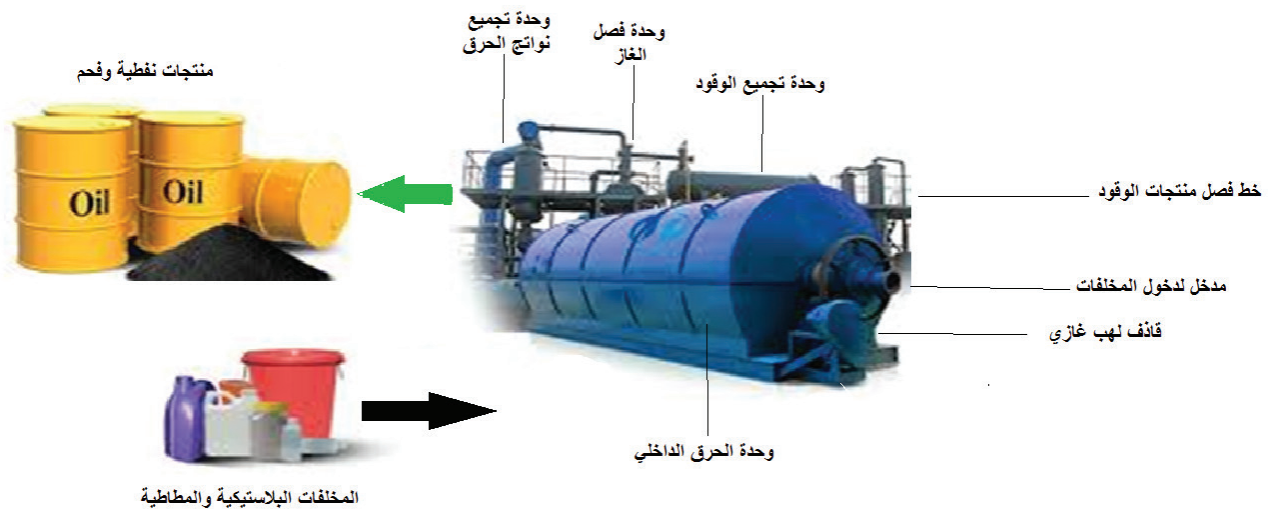 وحدة تجميع
نواتج الحرق
وحدة فصل
الغاز
وحدة تجميع الوقود
منتجات نفطية وفحم
Oil
Oil
خط فصل منتجات الوقود
مدخل لدخول المخلفات
قاذف لهب غازي
وحدة الحرق الداخلي
المخلفات البلاستيكية والمطاطية